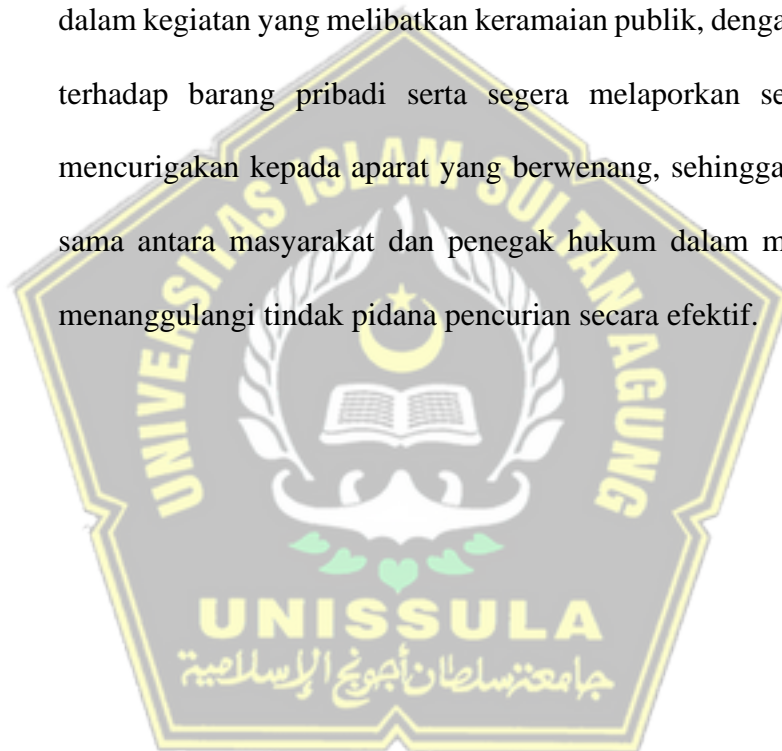 dalam kegiatan yang melibatkan keramaian publik, denga
terhadap barang pribadi serta segera melaporkan se
mencurigakan kepada aparat yang berwenang, sehingga
sama antara masyarakat dan penegak hukum dalam m
menanggulangi tindak pidana pencurian secara efektif.
UNIVERSITAS ISLAM SULTAN AGUNG
UNISSULA
جامعتسلطان أجونج الإسلامية